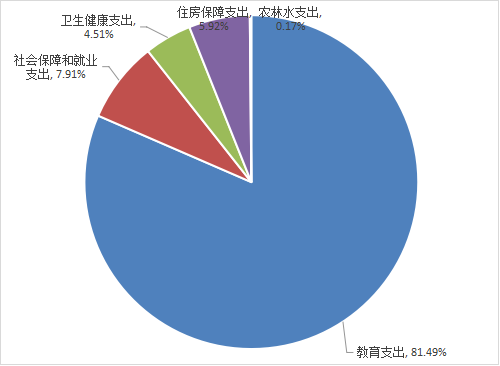 住房保障支出,
5.92%
农林水支出,
0.17%
卫生健康支出,
4.51%
社会保障和就业
支出, 7.91%
教育支出, 81.49%